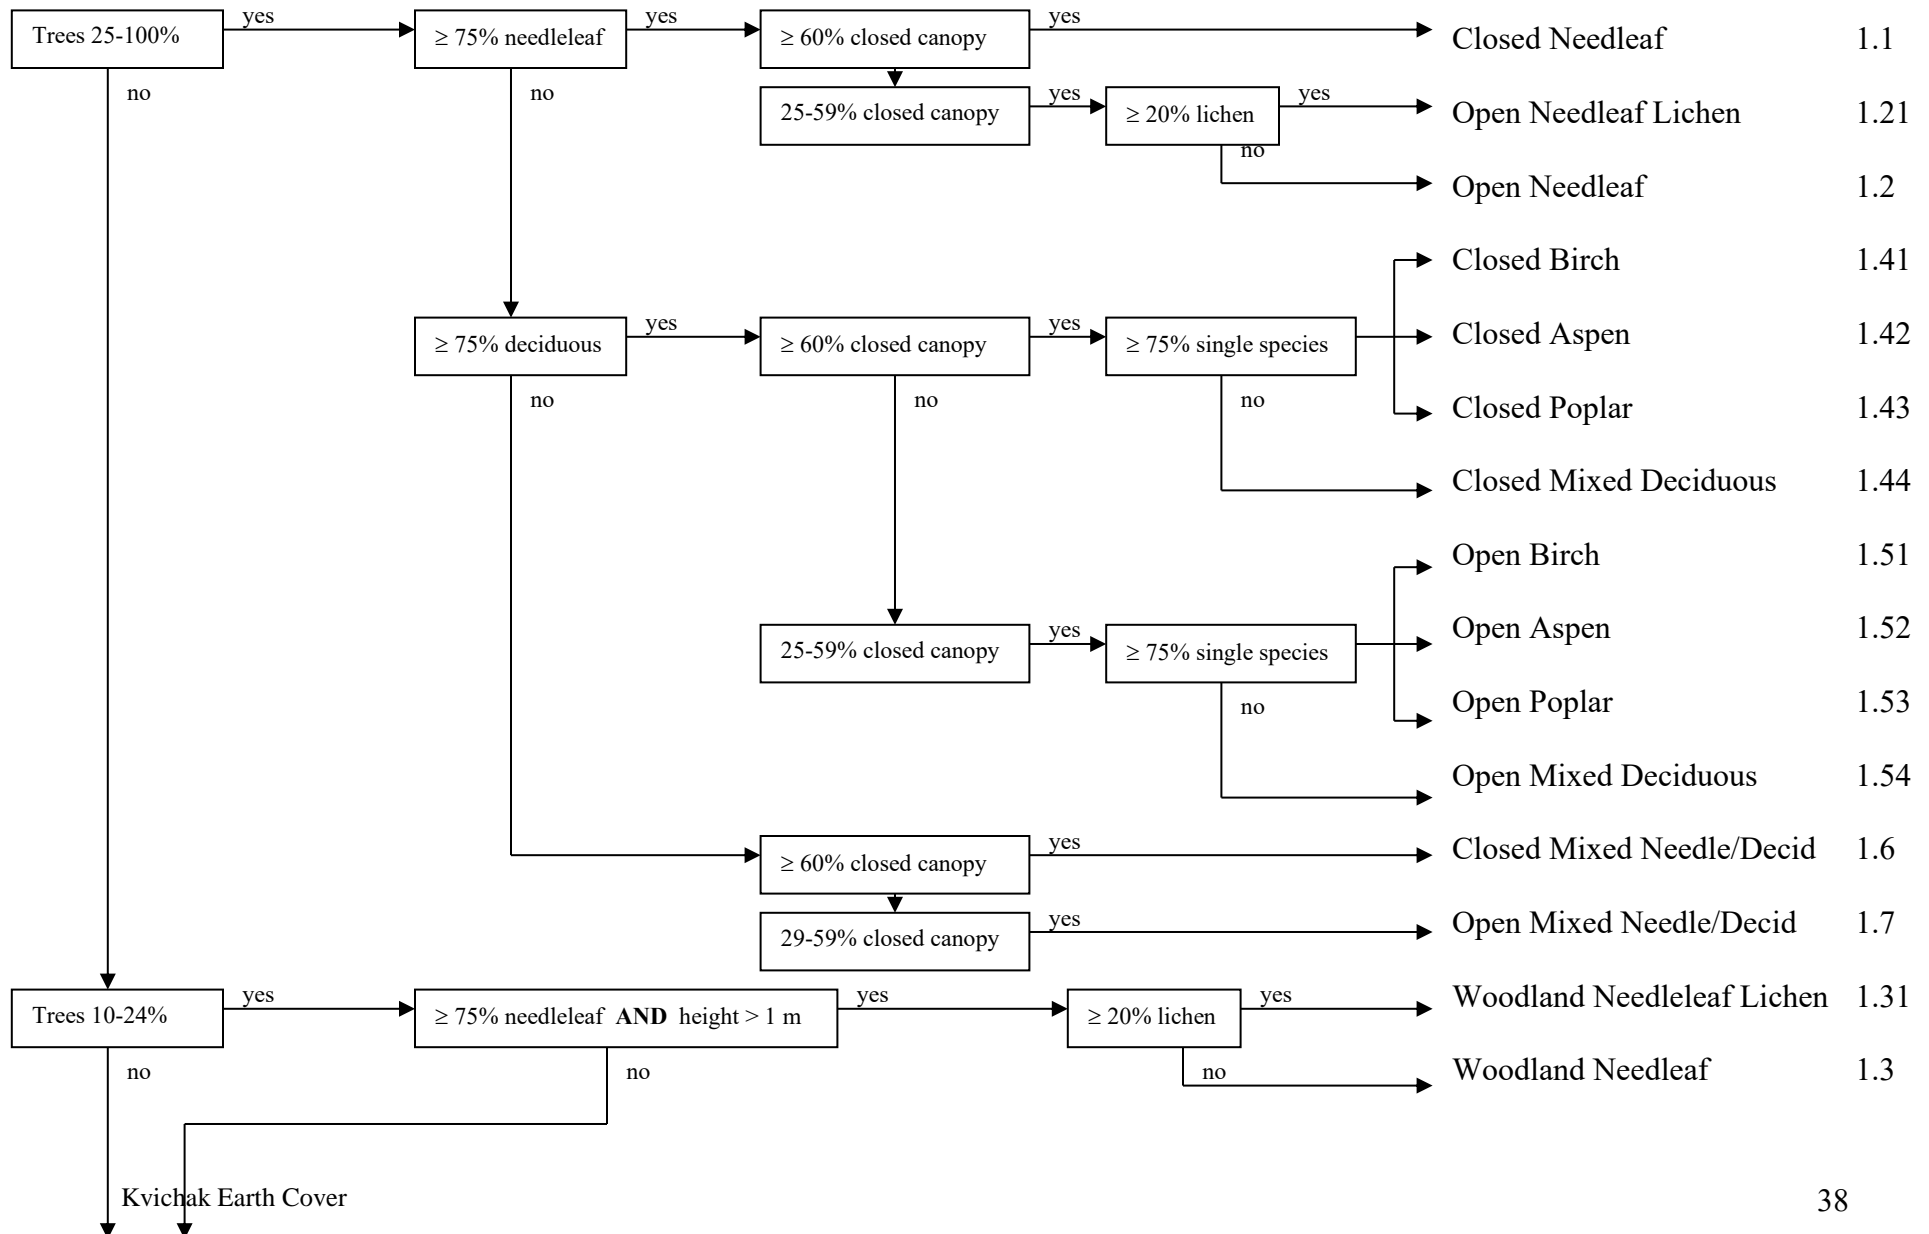 yes yes yes
Trees 25-100% ≥ 75% needleleaf ≥ 60% closed canopy Closed Needleaf 1.1
no no
yes yes
25-59% closed canopy ≥ 20% lichen Open Needleaf Lichen 1.21
no
Open Needleaf 1.2
Closed Birch 1.41
yes yes
≥ 75% deciduous ≥ 60% closed canopy ≥ 75% single species Closed Aspen 1.42
no no no
Closed Poplar 1.43
Closed Mixed Deciduous 1.44
Open Birch 1.51
yes
25-59% closed canopy ≥ 75% single species Open Aspen 1.52
no
Open Poplar 1.53
Open Mixed Deciduous 1.54
yes
≥ 60% closed canopy Closed Mixed Needle/Decid 1.6
yes
29-59% closed canopy Open Mixed Needle/Decid 1.7
yes yes yes
Trees 10-24% ≥ 75% needleleaf AND height > 1 m ≥ 20% lichen Woodland Needleleaf Lichen 1.31
no no no
Woodland Needleaf 1.3
Kvichak Earth Cover 38